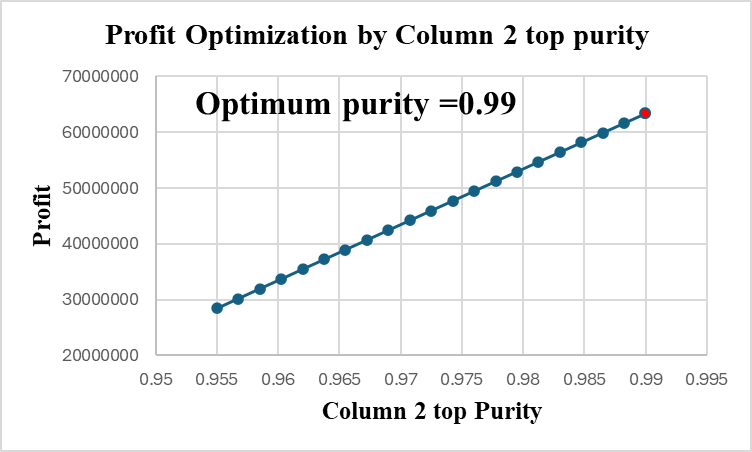 Profit Optimization by Column 2 top purity
Optimum purity =0.99
70000000
60000000
50000000
40000000
30000000
20000000
Profit
0.95 0.955 0.96 0.965 0.97 0.975 0.98 0.985 0.99 0.995
Column 2 top Purity